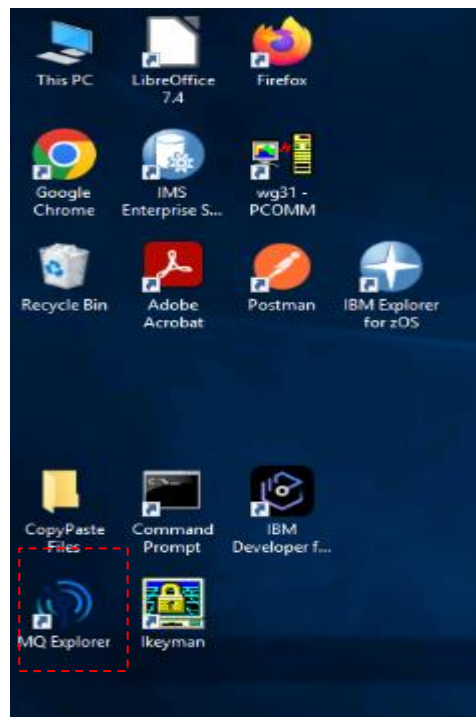 This PC
LibreOffice
7.4
Firefox
Google
Chrome
IMS
Enterprise S...
wg31 -
PCOMM
Recycle Bin
Adobe
Acrobat
Postman
IBM Explorer
for zOS
CopyPaste
Files
Command
Prompt
IBM
Developer f...
MQ Explorer
Ikeyman